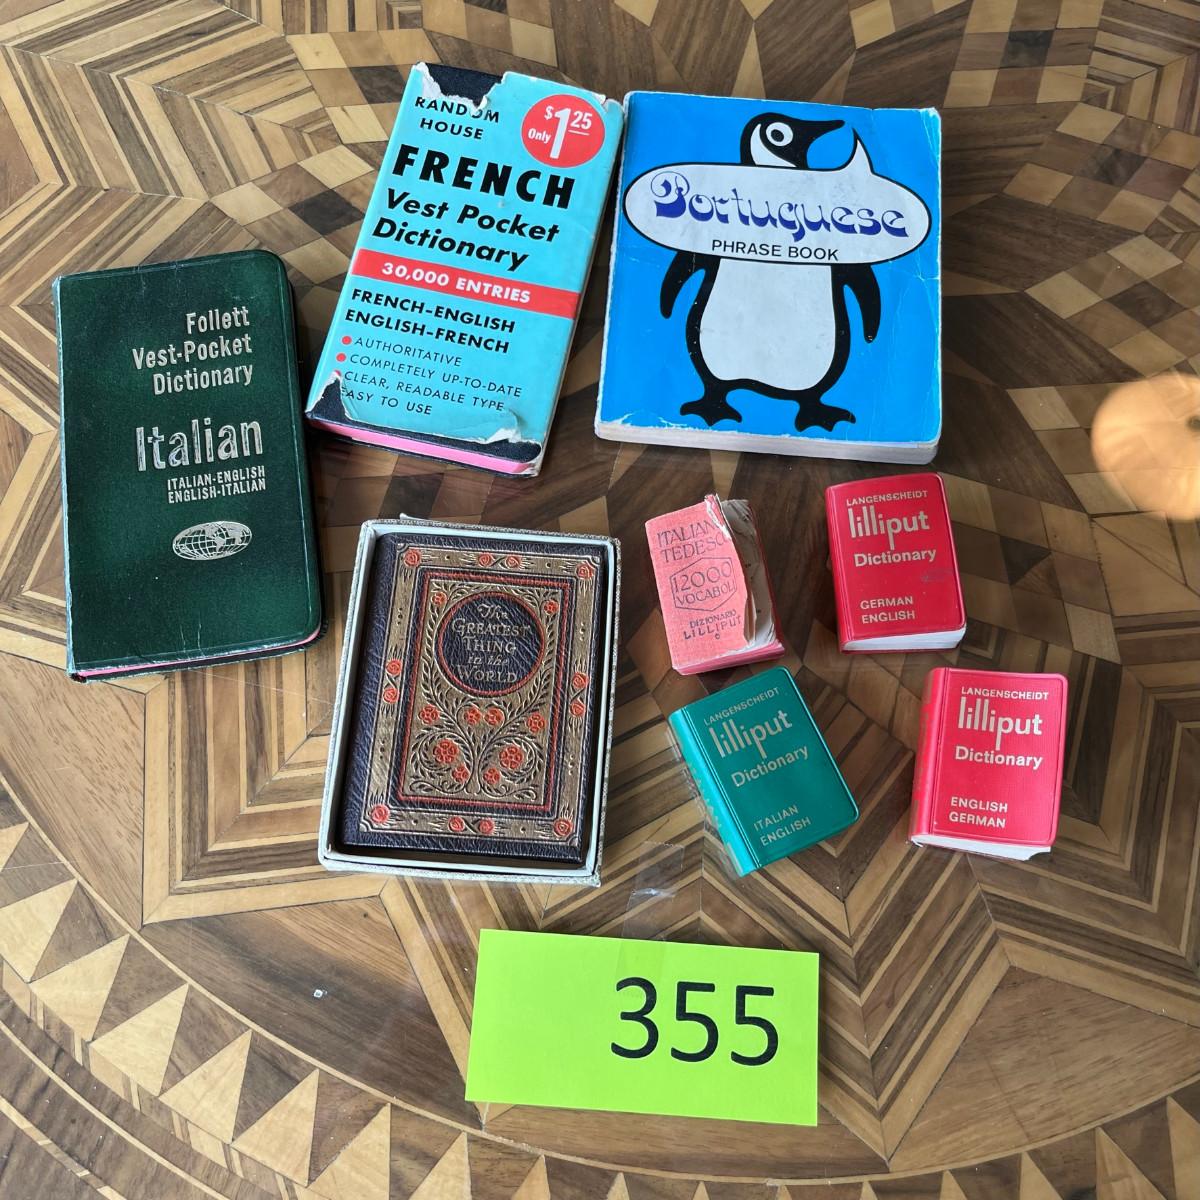 RANDOM
HOUSE
$1.25
Only
FRENCH
Vest Pocket
Dictionary
30,000 ENTRIES
FRENCH-ENGLISH
ENGLISH-FRENCH
AUTHORITATIVE
COMPLETELY UP-TO-DATE
CLEAR, READABLE TYPE
EASY TO USE
Portuguese
PHRASE BOOK
Follett
Vest-Pocket
Dictionary
Italian
ITALIAN-ENGLISH
ENGLISH-ITALIAN
The
GREATEST
THING
in the
WORLD
ITALIAN
TEDESC
12000
VOCABOLI
DIZIONARIO
LILLIPUT
LANGENSCHEIDT
lilliput
Dictionary
GERMAN
ENGLISH
LANGENSCHEIDT
lilliput
Dictionary
ITALIAN
ENGLISH
LANGENSCHEIDT
lilliput
Dictionary
ENGLISH
GERMAN
355